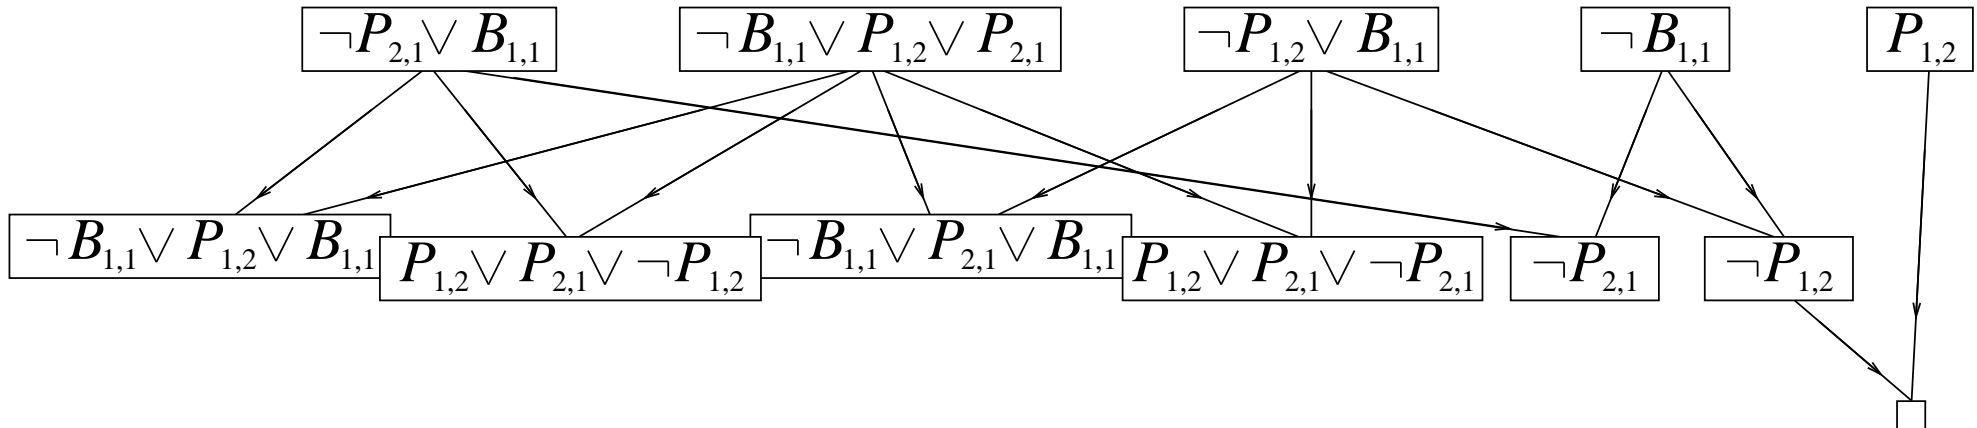 ¬P2,1 ∨ B1,1
¬B1,1 ∨ P1,2 ∨ P2,1
¬P1,2 ∨ B1,1
¬B1,1
P1,2
¬B1,1 ∨ P1,2 ∨ B1,1
P1,2 ∨ P2,1 ∨ ¬P1,2
¬B1,1 ∨ P2,1 ∨ B1,1
P1,2 ∨ P2,1 ∨ ¬P2,1
¬P2,1
¬P1,2